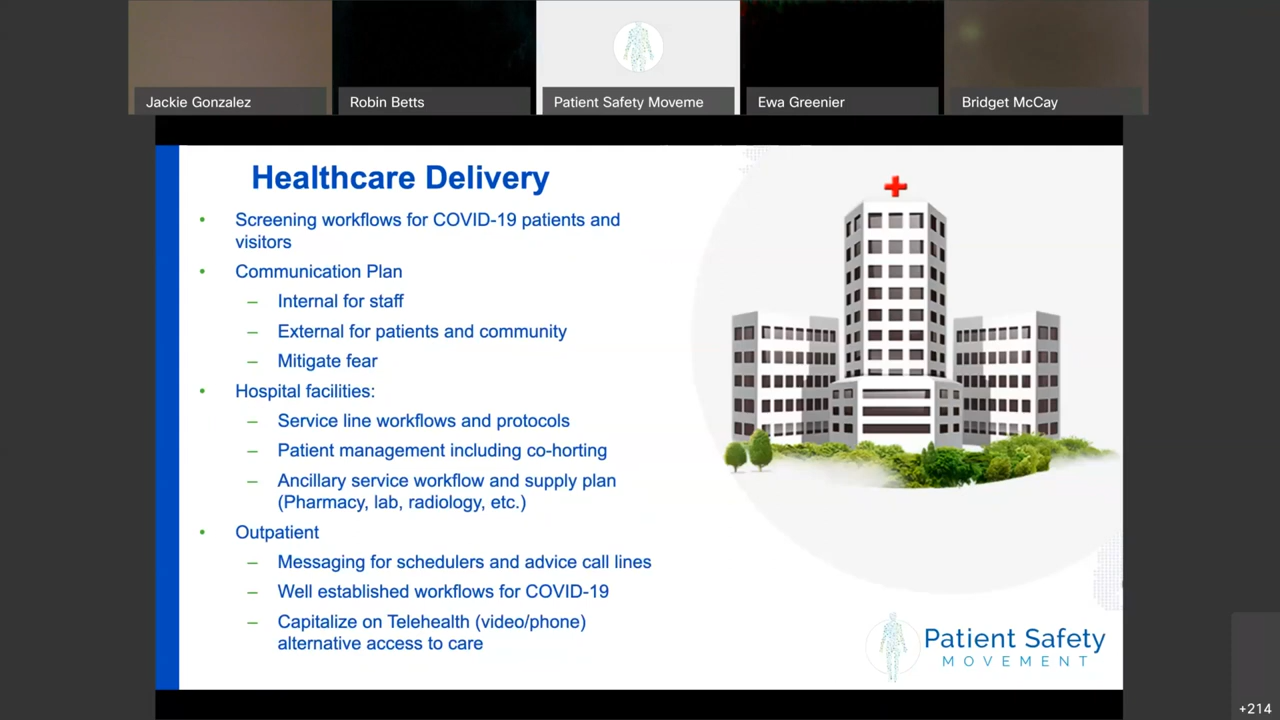 Jackie Gonzalez
Robin Betts
Patient Safety Moveme
Ewa Greenier
Bridget McCay
Healthcare Delivery
• Screening workflows for COVID-19 patients and
visitors
• Communication Plan
– Internal for staff
– External for patients and community
– Mitigate fear
• Hospital facilities:
– Service line workflows and protocols
– Patient management including co-horting
– Ancillary service workflow and supply plan
(Pharmacy, lab, radiology, etc.)
• Outpatient
– Messaging for schedulers and advice call lines
– Well established workflows for COVID-19
– Capitalize on Telehealth (video/phone)
alternative access to care
Patient Safety
MOVEMENT
+214